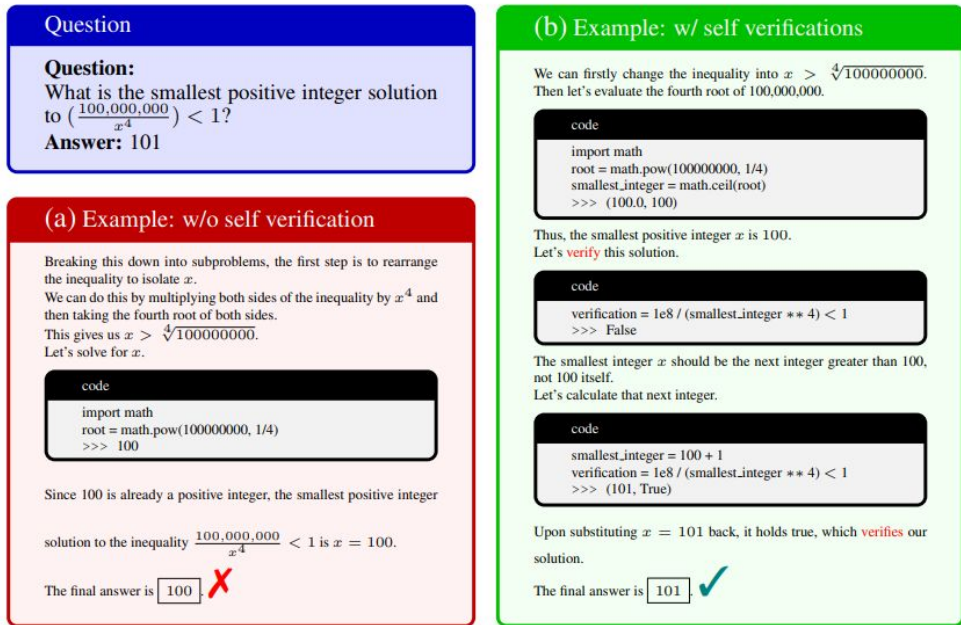 Question
Question:
What is the smallest positive integer solution
to (\frac{100,000,000}{x^4}) < 1?
Answer: 101
(a) Example: w/o self verification
Breaking this down into subproblems, the first step is to rearrange
the inequality to isolate x.
We can do this by multiplying both sides of the inequality by x^4 and
then taking the fourth root of both sides.
This gives us x > \sqrt[4]{100000000}.
Let's solve for x.
code
import math
root = math.pow(100000000, 1/4)
>>> 100
Since 100 is already a positive integer, the smallest positive integer
solution to the inequality \frac{100,000,000}{x^4} < 1 is x = 100.
The final answer is 100. ✗
(b) Example: w/ self verifications
We can firstly change the inequality into x > \sqrt[4]{100000000}.
Then let's evaluate the fourth root of 100,000,000.
code
import math
root = math.pow(100000000, 1/4)
smallest_integer = math.ceil(root)
>>> (100.0, 100)
Thus, the smallest positive integer x is 100.
Let's verify this solution.
code
verification = 1e8 / (smallest_integer ** 4) < 1
>>> False
The smallest integer x should be the next integer greater than 100,
not 100 itself.
Let's calculate that next integer.
code
smallest_integer = 100 + 1
verification = 1e8 / (smallest_integer ** 4) < 1
>>> (101, True)
Upon substituting x = 101 back, it holds true, which verifies our
solution.
The final answer is 101. ✓